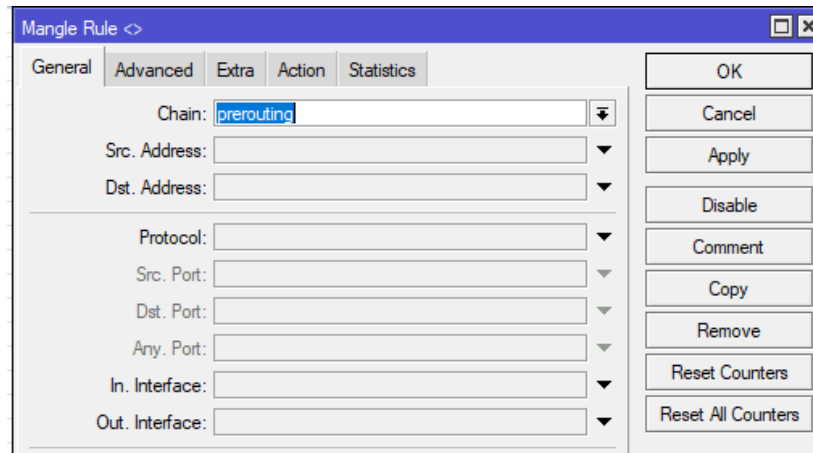 Mangle Rule <>
General Advanced Extra Action Statistics
Chain: prerouting
Src. Address:
Dst. Address:
Protocol:
Src. Port:
Dst. Port:
Any. Port:
In. Interface:
Out. Interface:
OK
Cancel
Apply
Disable
Comment
Copy
Remove
Reset Counters
Reset All Counters